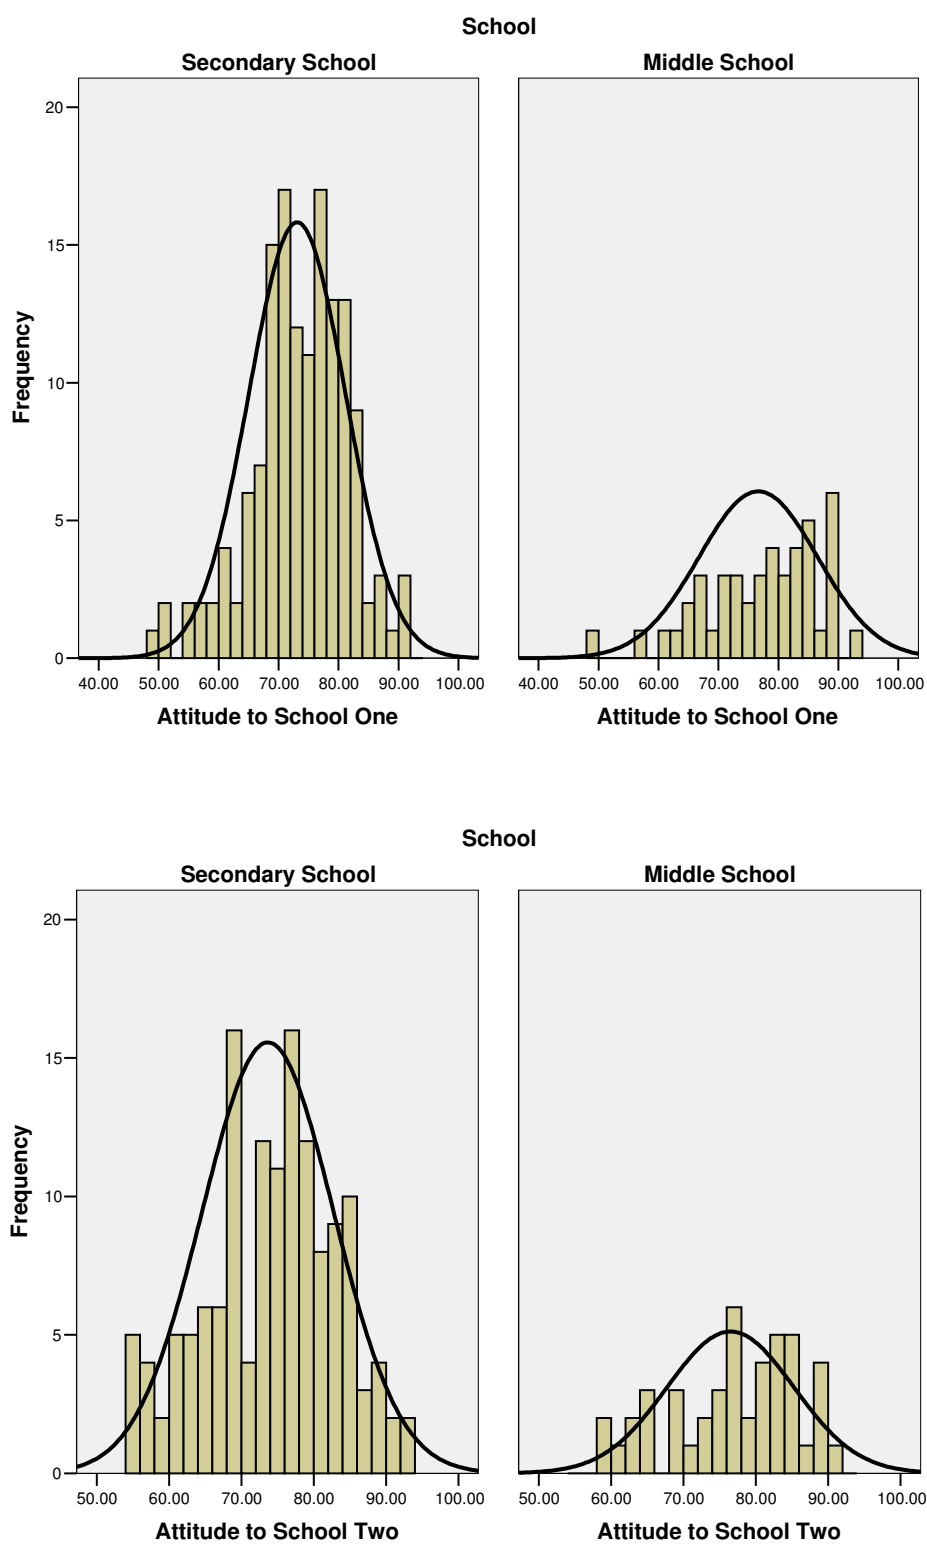 School
Secondary School Middle School
20
15
10
5
0
Frequency
40.00 50.00 60.00 70.00 80.00 90.00 100.00 40.00 50.00 60.00 70.00 80.00 90.00 100.00
Attitude to School One Attitude to School One
School
Secondary School Middle School
20
15
10
5
0
Frequency
50.00 60.00 70.00 80.00 90.00 100.00 50.00 60.00 70.00 80.00 90.00 100.00
Attitude to School Two Attitude to School Two